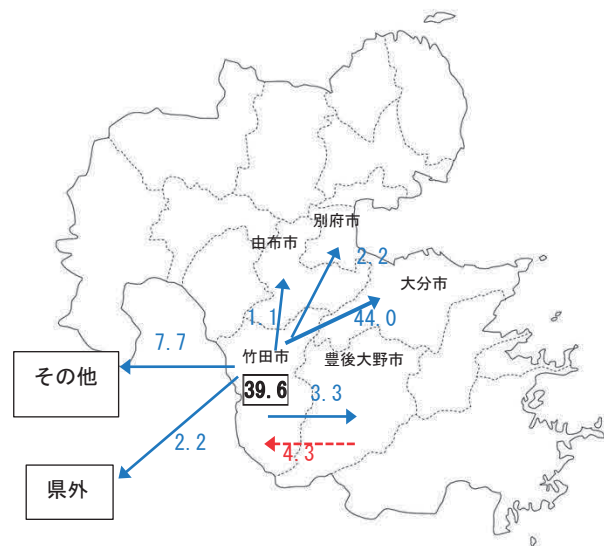 別府市
由布市
2.2
大分市
1.1
44.0
7.7
竹田市
豊後大野市
その他
39.6
3.3
2.2
4.3
県外